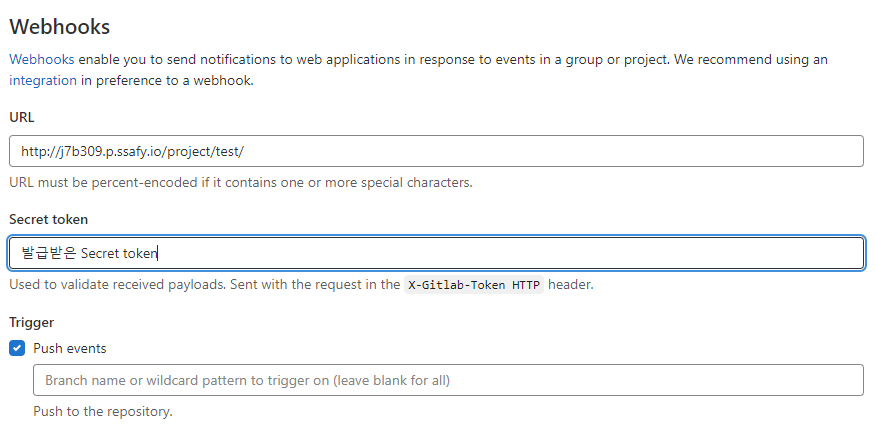 Webhooks
Webhooks enable you to send notifications to web applications in response to events in a group or project. We recommend using an
integration in preference to a webhook.
URL
http://j7b309.p.ssafy.io/project/test/
URL must be percent-encoded if it contains one or more special characters.
Secret token
발급받은 Secret token
Used to validate received payloads. Sent with the request in the X-Gitlab-Token HTTP header.
Trigger
Push events
Branch name or wildcard pattern to trigger on (leave blank for all)
Push to the repository.